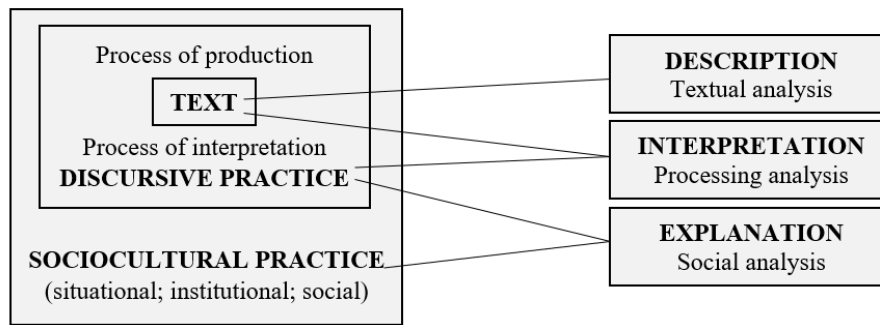 Process of production
TEXT
Process of interpretation
DISCURSIVE PRACTICE
SOCIOCULTURAL PRACTICE
(situational; institutional; social)
DESCRIPTION
Textual analysis
INTERPRETATION
Processing analysis
EXPLANATION
Social analysis